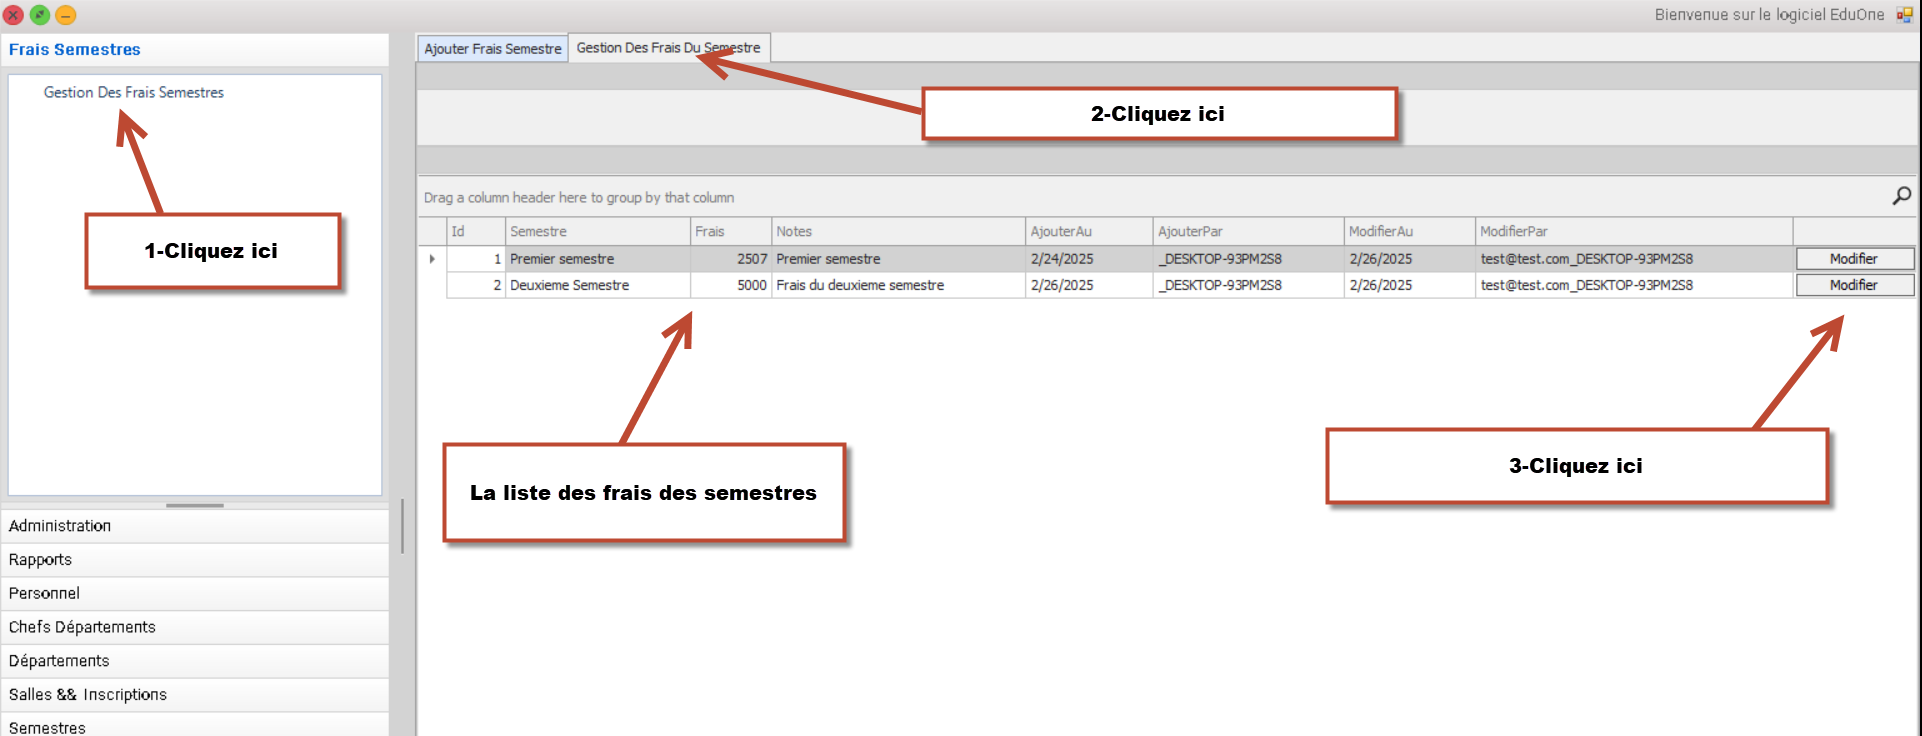 Bienvenue sur le logiciel EduOne
Frais Semestres
Gestion Des Frais Semestres
1-Cliquez ici
Administration
Rapports
Personnel
Chefs Départements
Départements
Salles && Inscriptions
Semestres
Ajouter Frais Semestre Gestion Des Frais Du Semestre
2-Cliquez ici
Drag a column header here to group by that column
Id Semestre Frais Notes AjouterAu AjouterPar ModifierAu ModifierPar
1 Premier semestre 2507 Premier semestre 2/24/2025 _DESKTOP-93PM2S8 2/26/2025 test@test.com_DESKTOP-93PM2S8 Modifier
2 Deuxieme Semestre 5000 Frais du deuxieme semestre 2/26/2025 _DESKTOP-93PM2S8 2/26/2025 test@test.com_DESKTOP-93PM2S8 Modifier
La liste des frais des semestres
3-Cliquez ici